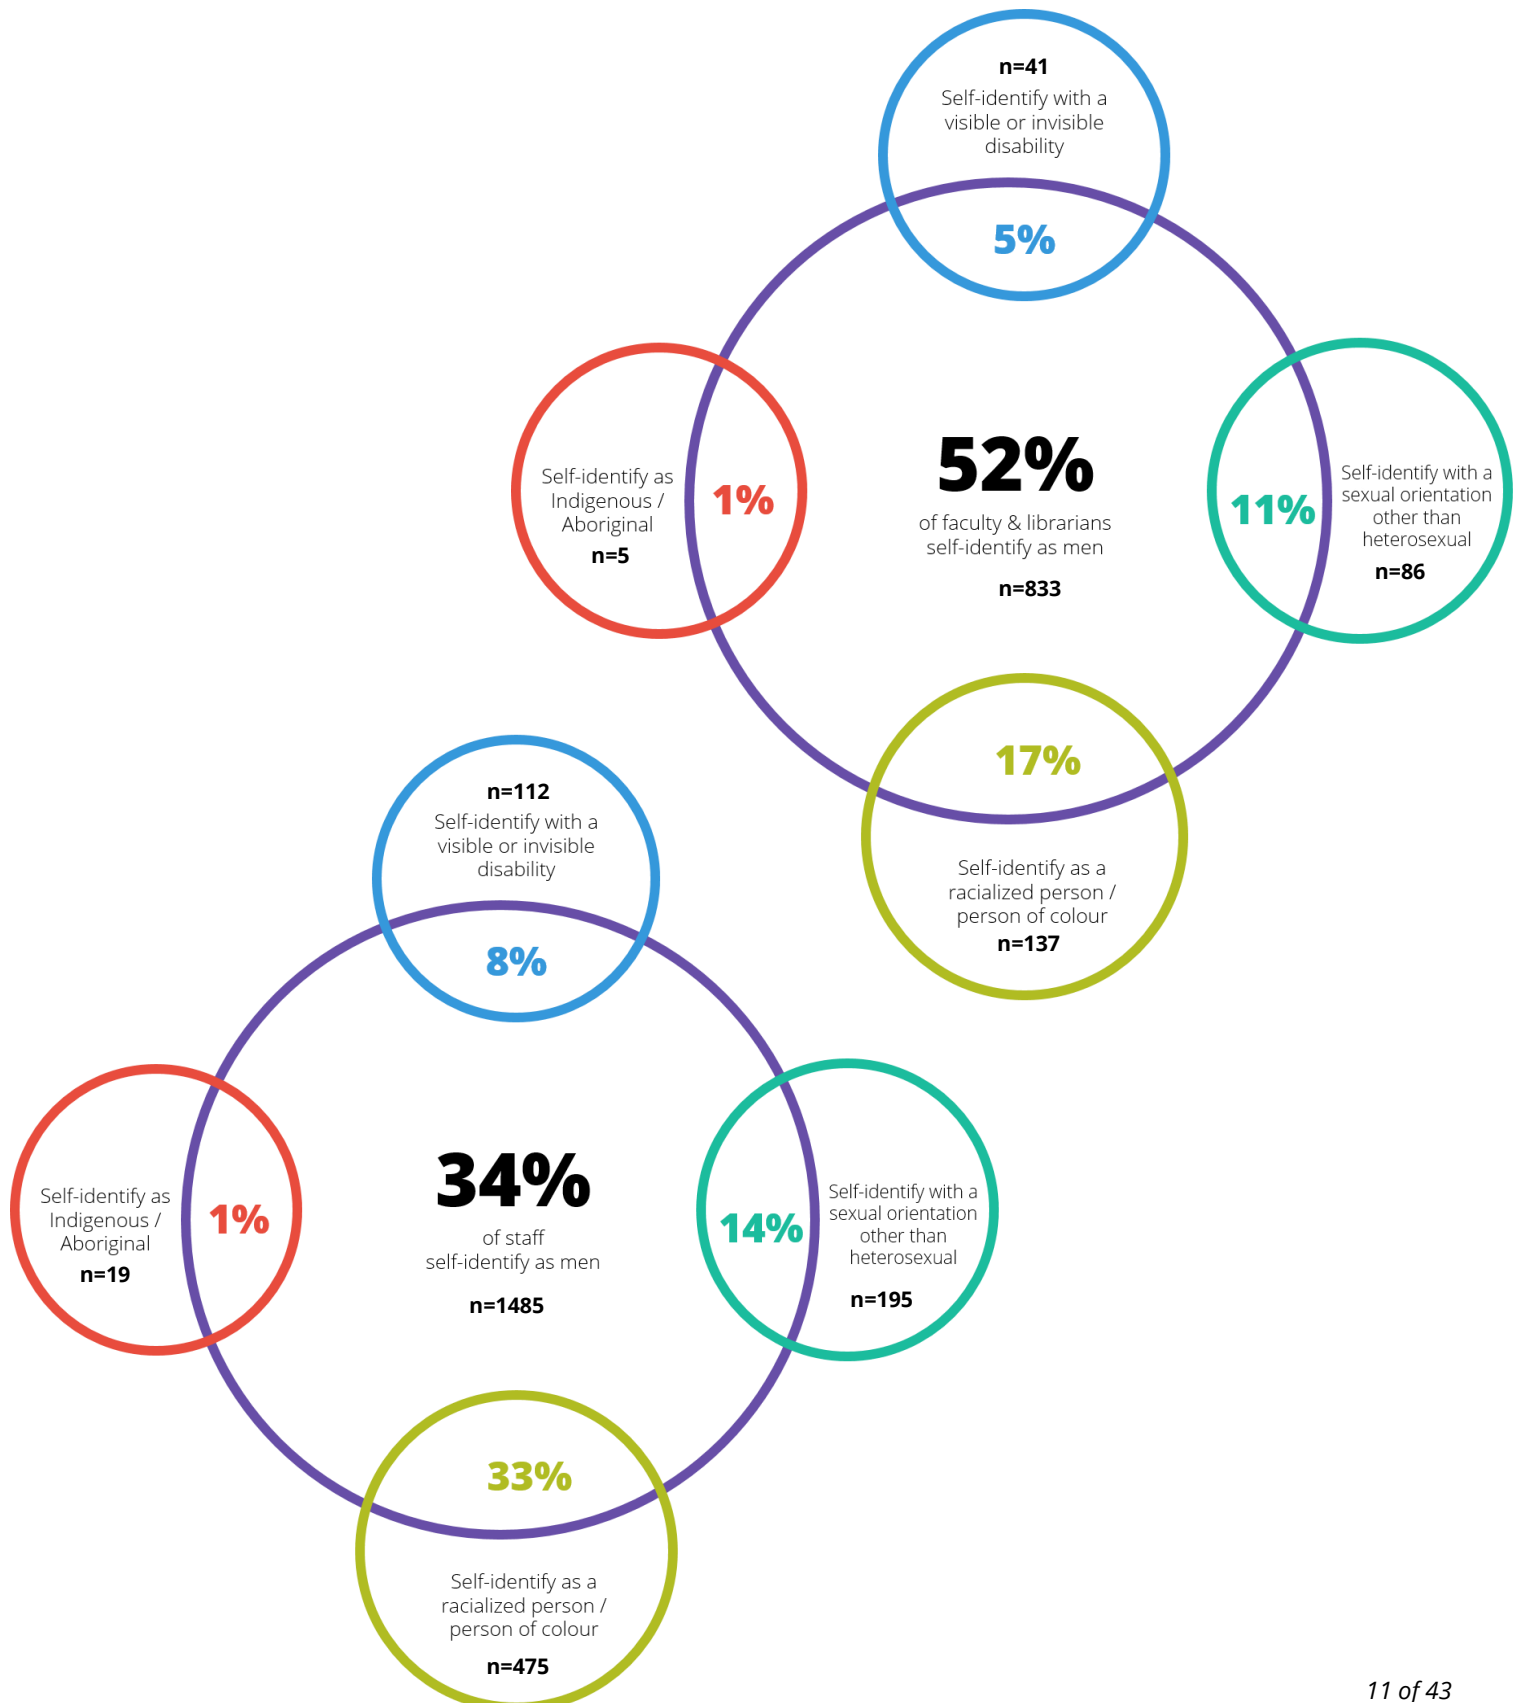 n=41
Self-identify with a
visible or invisible
disability
5%
Self-identify as
Indigenous /
Aboriginal
n=5
1%
52%
of faculty & librarians
self-identify as men
n=833
11%
Self-identify with a
sexual orientation
other than
heterosexual
n=86
17%
Self-identify as a
racialized person /
person of colour
n=137
n=112
Self-identify with a
visible or invisible
disability
8%
Self-identify as
Indigenous /
Aboriginal
n=19
1%
34%
of staff
self-identify as men
n=1485
14%
Self-identify with a
sexual orientation
other than
heterosexual
n=195
33%
Self-identify as a
racialized person /
person of colour
n=475
11 of 43